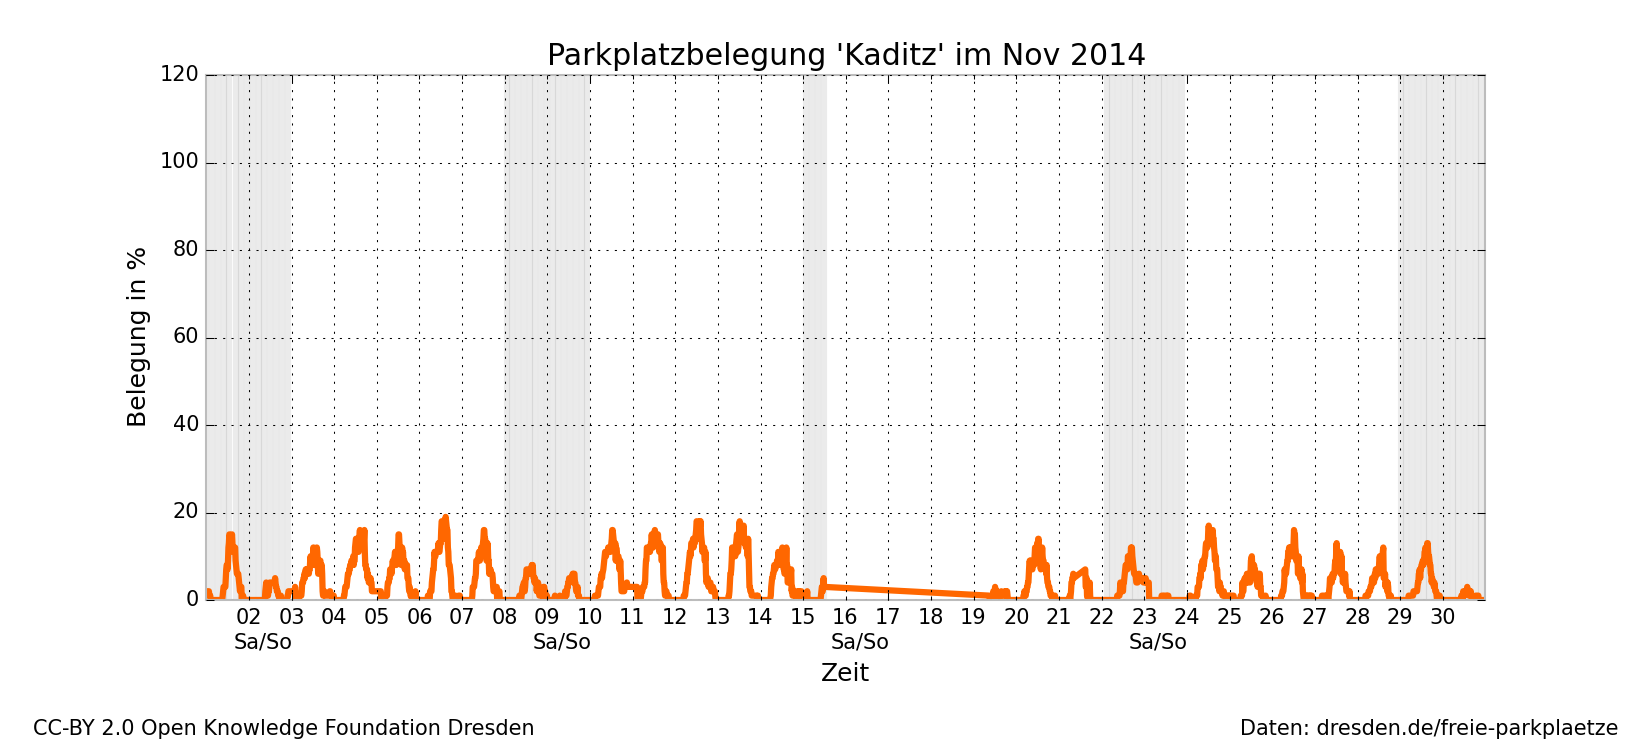 Parkplatzbelegung 'Kaditz' im Nov 2014
120
100
80
60
40
20
0
Belegung in %
02 03 04 05 06 07 08 09 10 11 12 13 14 15 16 17 18 19 20 21 22 23 24 25 26 27 28 29 30
Sa/So Sa/So Sa/So Sa/So
Zeit
CC-BY 2.0 Open Knowledge Foundation Dresden
Daten: dresden.de/freie-parkplaetze